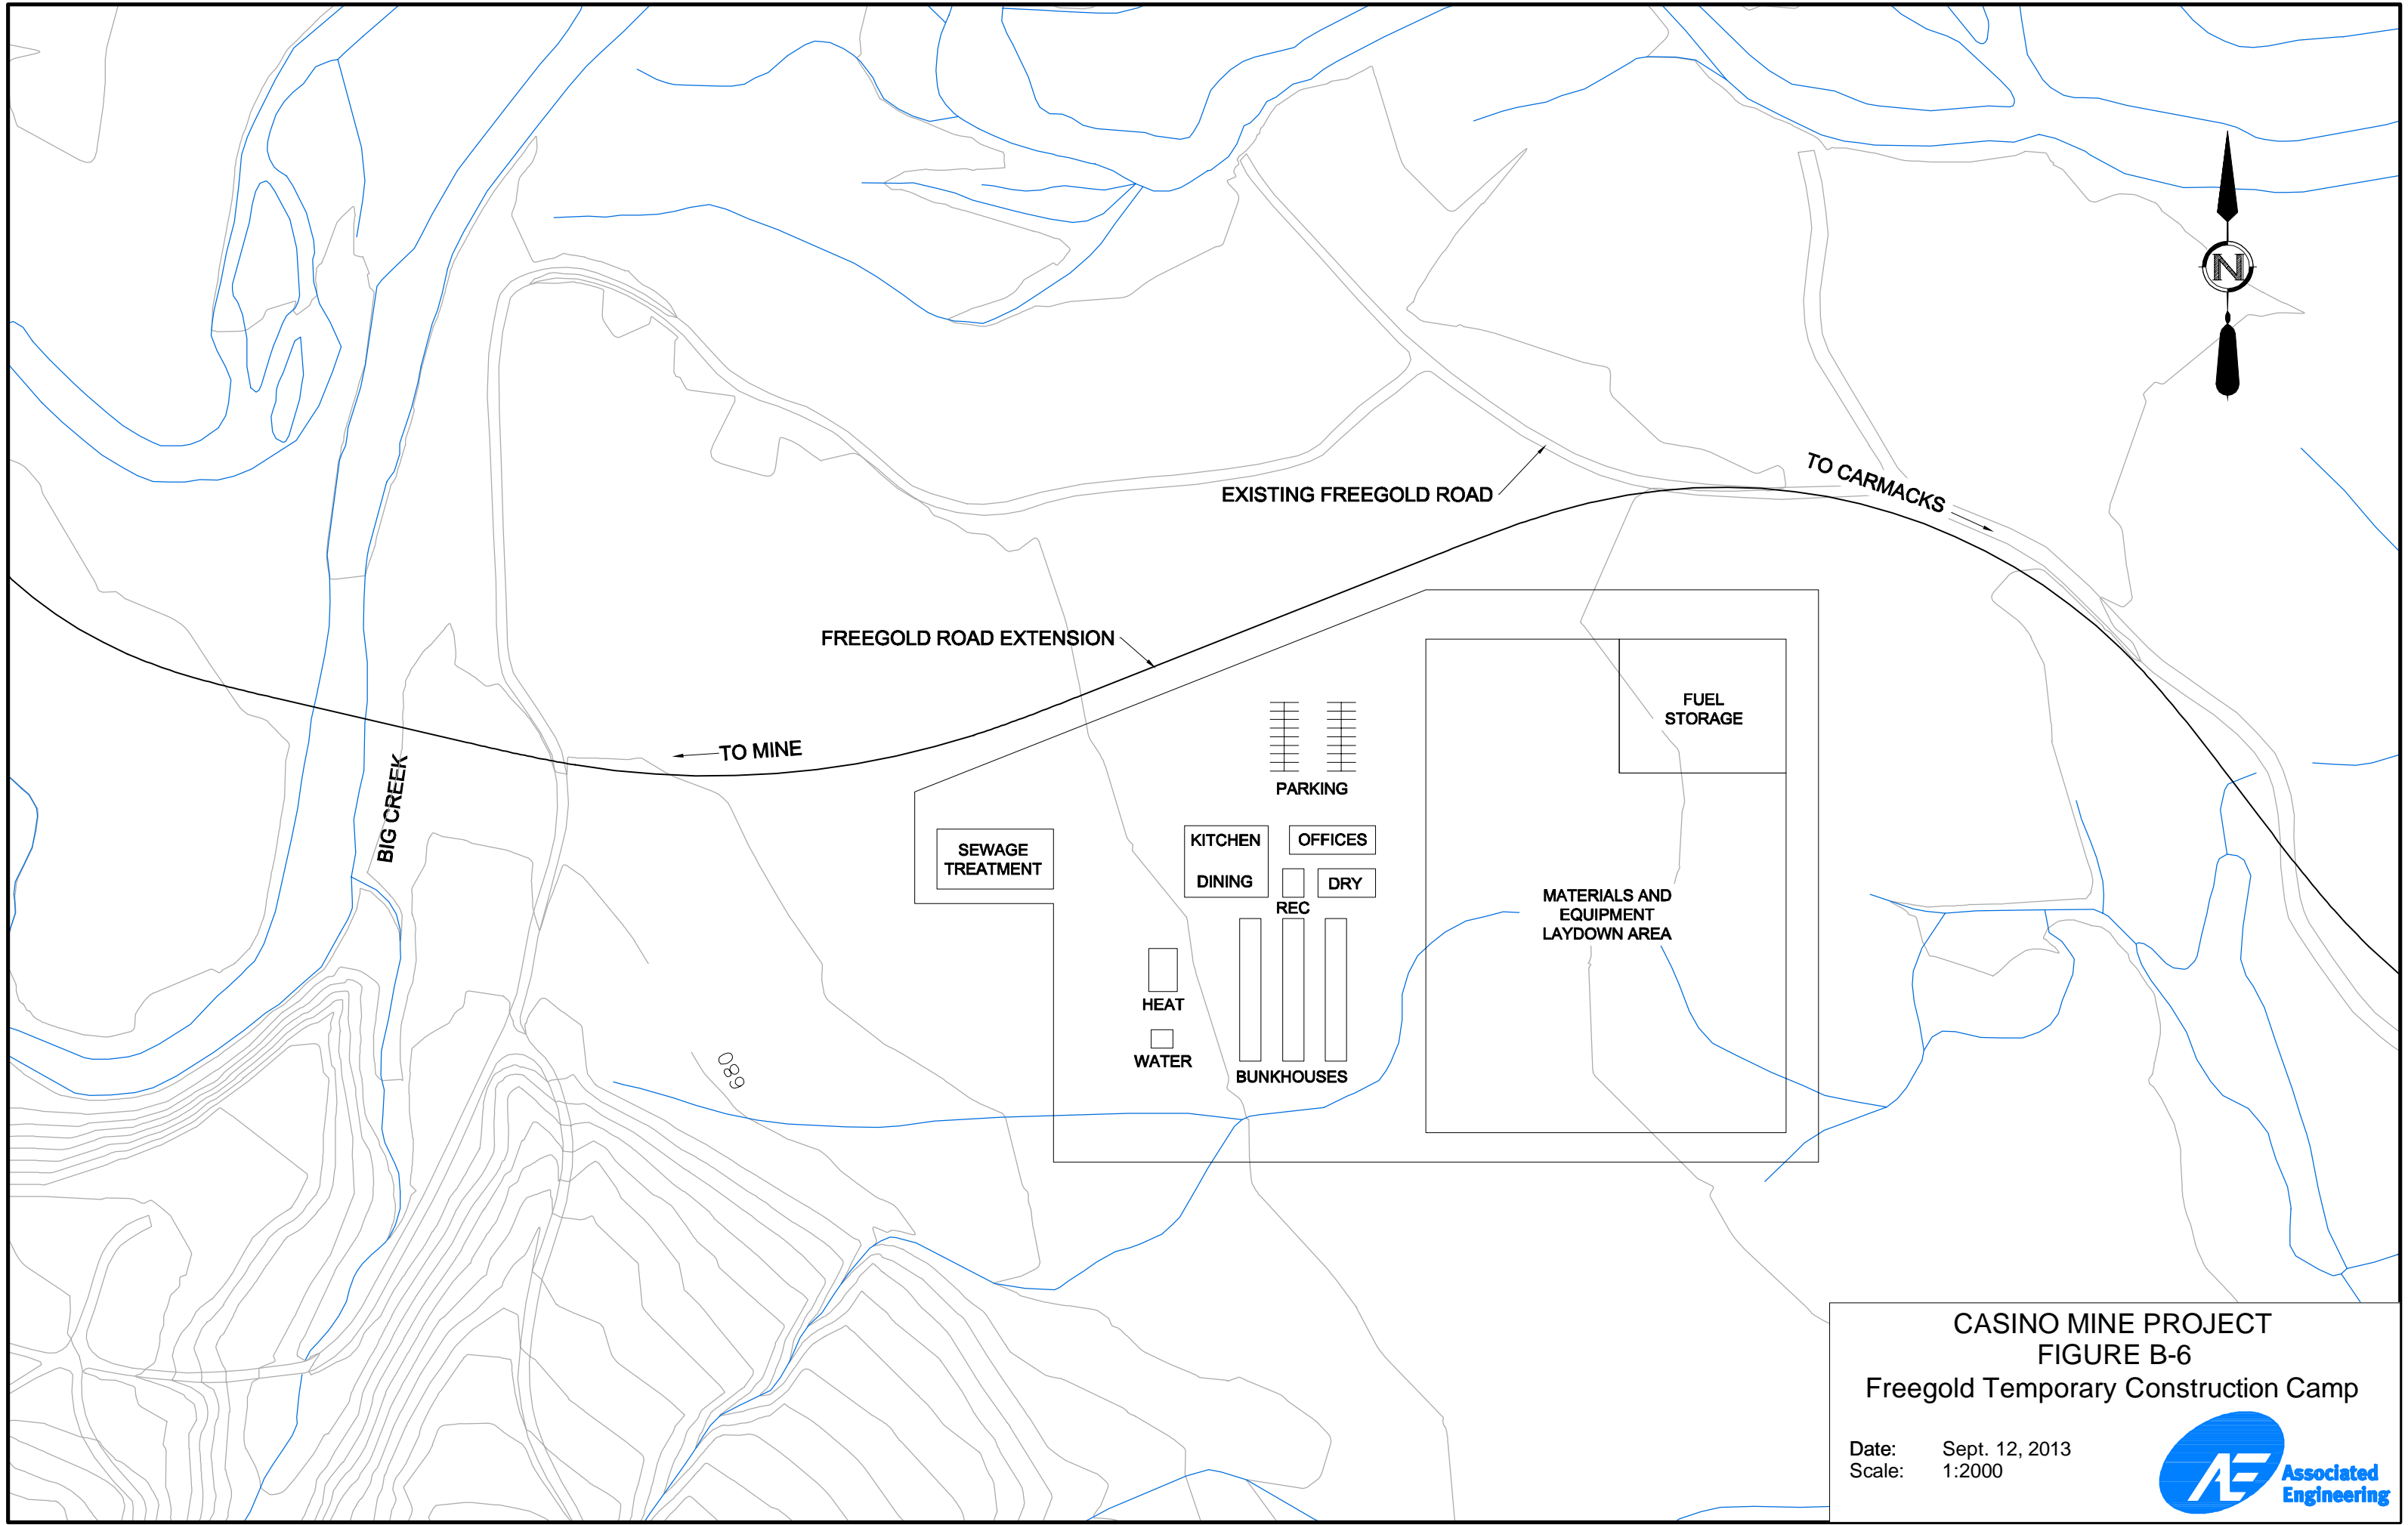 N
TO CARMACKS
EXISTING FREEGOLD ROAD
FREEGOLD ROAD EXTENSION
TO MINE
BIG CREEK
FUEL
STORAGE
PARKING
KITCHEN
OFFICES
SEWAGE
TREATMENT
DINING
DRY
REC
MATERIALS AND
EQUIPMENT
LAYDOWN AREA
HEAT
WATER
BUNKHOUSES
680
CASINO MINE PROJECT
FIGURE B-6
Freegold Temporary Construction Camp
Date: Sept. 12, 2013
Scale: 1:2000
AE
Associated
Engineering